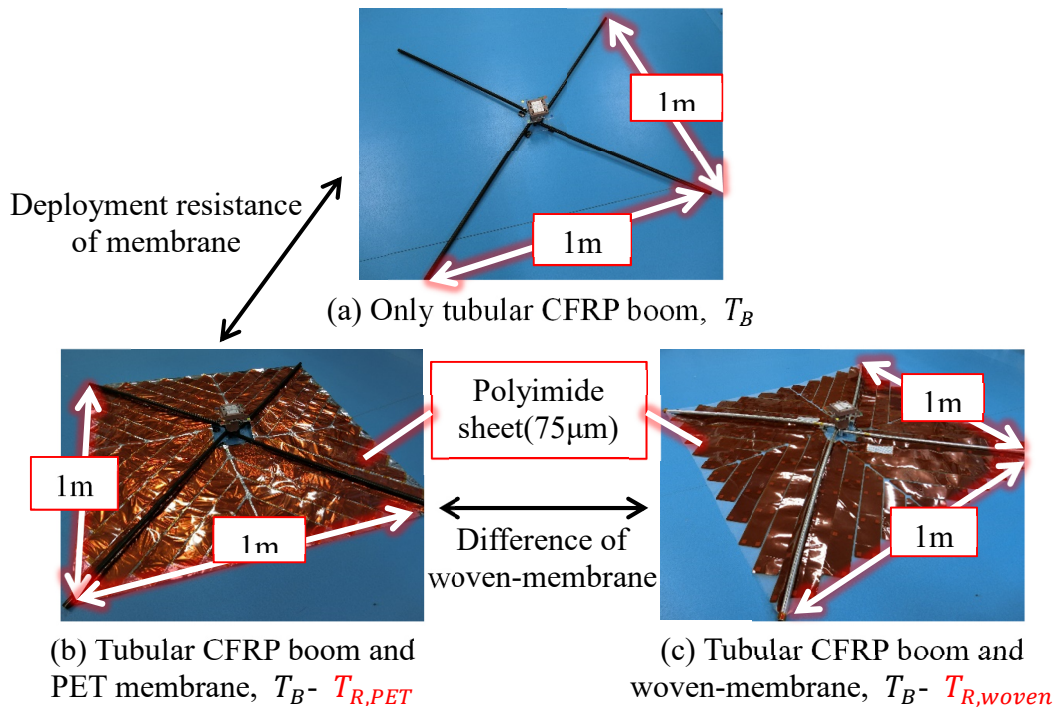 1m
1m
Deployment resistance
of membrane
(a) Only tubular CFRP boom, T_B
Polyimide
sheet(75μm)
1m
1m
1m
1m
Difference of
woven-membrane
(b) Tubular CFRP boom and
PET membrane, T_B- T_{R,PET}
(c) Tubular CFRP boom and
woven-membrane, T_B- T_{R,woven}